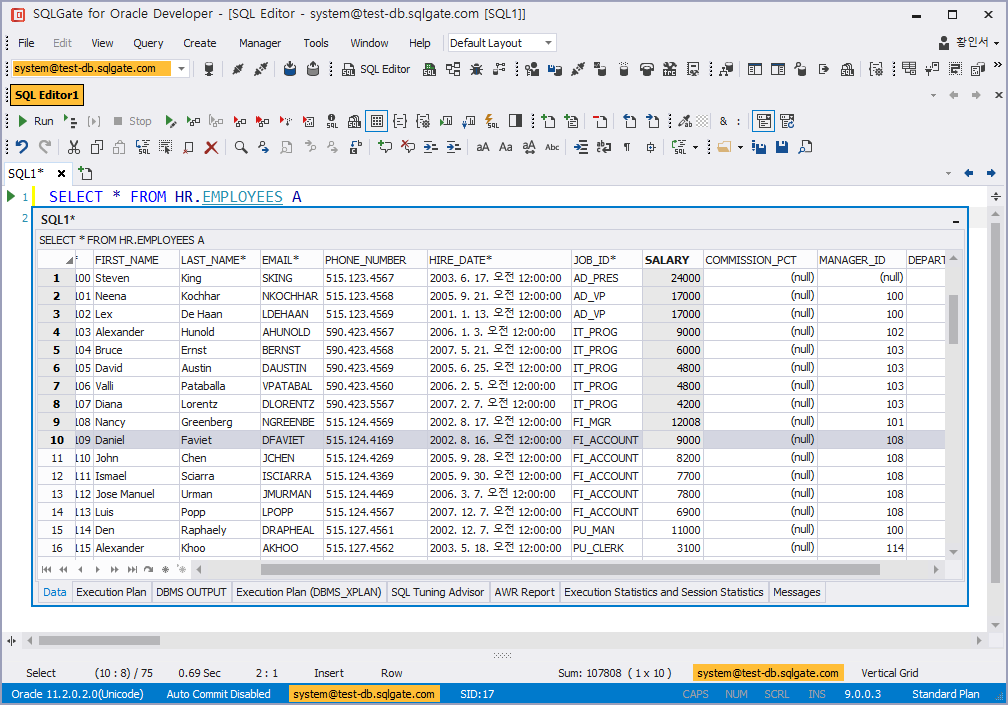 SQLGate for Oracle Developer - [SQL Editor - system@test-db.sqlgate.com [SQL1]]
File Edit View Query Create Manager Tools Window Help Default Layout 황인서
system@test-db.sqlgate.com SQL Editor
SQL Editor1
Run Stop
SQL1*
1 SELECT * FROM HR.EMPLOYEES A
2
SQL1*
SELECT * FROM HR.EMPLOYEES A
* FIRST_NAME LAST_NAME* EMAIL* PHONE_NUMBER HIRE_DATE* JOB_ID* SALARY COMMISSION_PCT MANAGER_ID DEPART
1 100 Steven King SKING 515.123.4567 2003. 6. 17. 오전 12:00:00 AD_PRES 24000 (null) (null)
2 101 Neena Kochhar NKOCHHAR 515.123.4568 2005. 9. 21. 오전 12:00:00 AD_VP 17000 (null) 100
3 102 Lex De Haan LDEHAAN 515.123.4569 2001. 1. 13. 오전 12:00:00 AD_VP 17000 (null) 100
4 103 Alexander Hunold AHUNOLD 590.423.4567 2006. 1. 3. 오전 12:00:00 IT_PROG 9000 (null) 102
5 104 Bruce Ernst BERNST 590.423.4568 2007. 5. 21. 오전 12:00:00 IT_PROG 6000 (null) 103
6 105 David Austin DAUSTIN 590.423.4569 2005. 6. 25. 오전 12:00:00 IT_PROG 4800 (null) 103
7 106 Valli Pataballa VPATABAL 590.423.4560 2006. 2. 5. 오전 12:00:00 IT_PROG 4800 (null) 103
8 107 Diana Lorentz DLORENTZ 590.423.5567 2007. 2. 7. 오전 12:00:00 IT_PROG 4200 (null) 103
9 108 Nancy Greenberg NGREENBE 515.124.4569 2002. 8. 17. 오전 12:00:00 FI_MGR 12008 (null) 101
10 109 Daniel Faviet DFAVIET 515.124.4169 2002. 8. 16. 오전 12:00:00 FI_ACCOUNT 9000 (null) 108
11 110 John Chen JCHEN 515.124.4269 2005. 9. 28. 오전 12:00:00 FI_ACCOUNT 8200 (null) 108
12 111 Ismael Sciarra ISCIARRA 515.124.4369 2005. 9. 30. 오전 12:00:00 FI_ACCOUNT 7700 (null) 108
13 112 Jose Manuel Urman JMURMAN 515.124.4469 2006. 3. 7. 오전 12:00:00 FI_ACCOUNT 7800 (null) 108
14 113 Luis Popp LPOPP 515.124.4567 2007. 12. 7. 오전 12:00:00 FI_ACCOUNT 6900 (null) 108
15 114 Den Raphaely DRAPHEAL 515.127.4561 2002. 12. 7. 오전 12:00:00 PU_MAN 11000 (null) 100
16 115 Alexander Khoo AKHOO 515.127.4562 2003. 5. 18. 오전 12:00:00 PU_CLERK 3100 (null) 114
Data Execution Plan DBMS OUTPUT Execution Plan (DBMS_XPLAN) SQL Tuning Advisor AWR Report Execution Statistics and Session Statistics Messages
Select (10 : 8) / 75 0.69 Sec 2 : 1 Insert Row Sum: 107808 ( 1 x 10 ) system@test-db.sqlgate.com Vertical Grid
Oracle 11.2.0.2.0(Unicode) Auto Commit Disabled system@test-db.sqlgate.com SID:17 CAPS NUM SCRL INS 9.0.0.3 Standard Plan